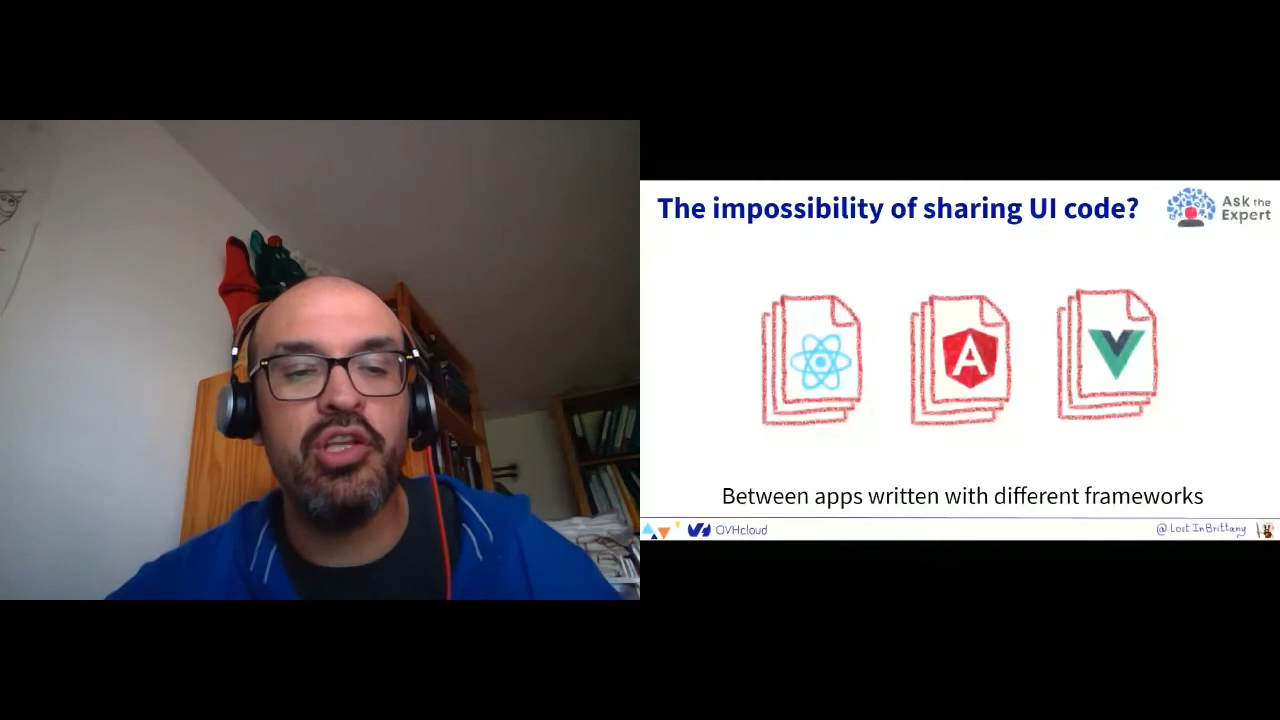 The impossibility of sharing UI code?
Ask the
Expert
Between apps written with different frameworks
OVHcloud
@LostInBrittany